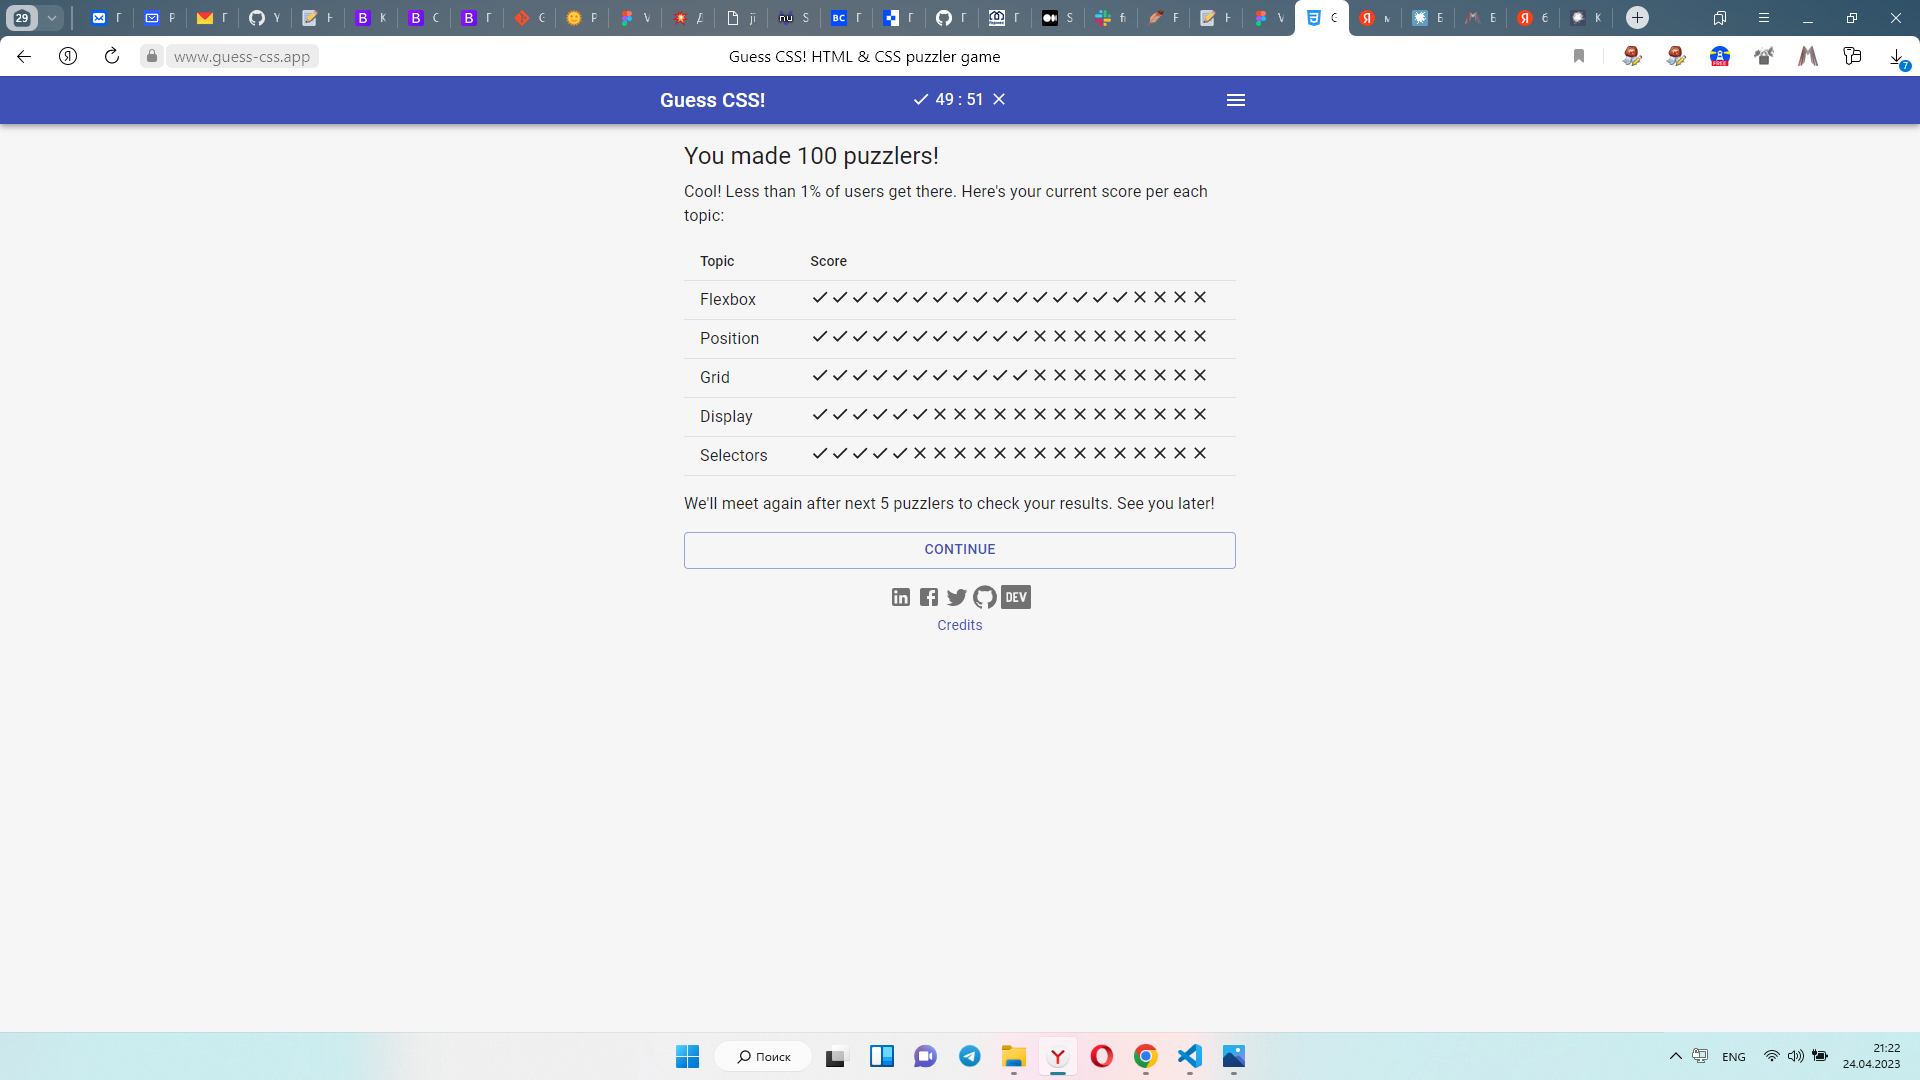 29
www.guess-css.app
Guess CSS! HTML & CSS puzzler game
7
Guess CSS!
49 : 51
You made 100 puzzlers!
Cool! Less than 1% of users get there. Here's your current score per each
topic:
Topic Score
Flexbox
Position
Grid
Display
Selectors
We'll meet again after next 5 puzzlers to check your results. See you later!
CONTINUE
DEV
Credits
Поиск
ENG
21:22
24.04.2023